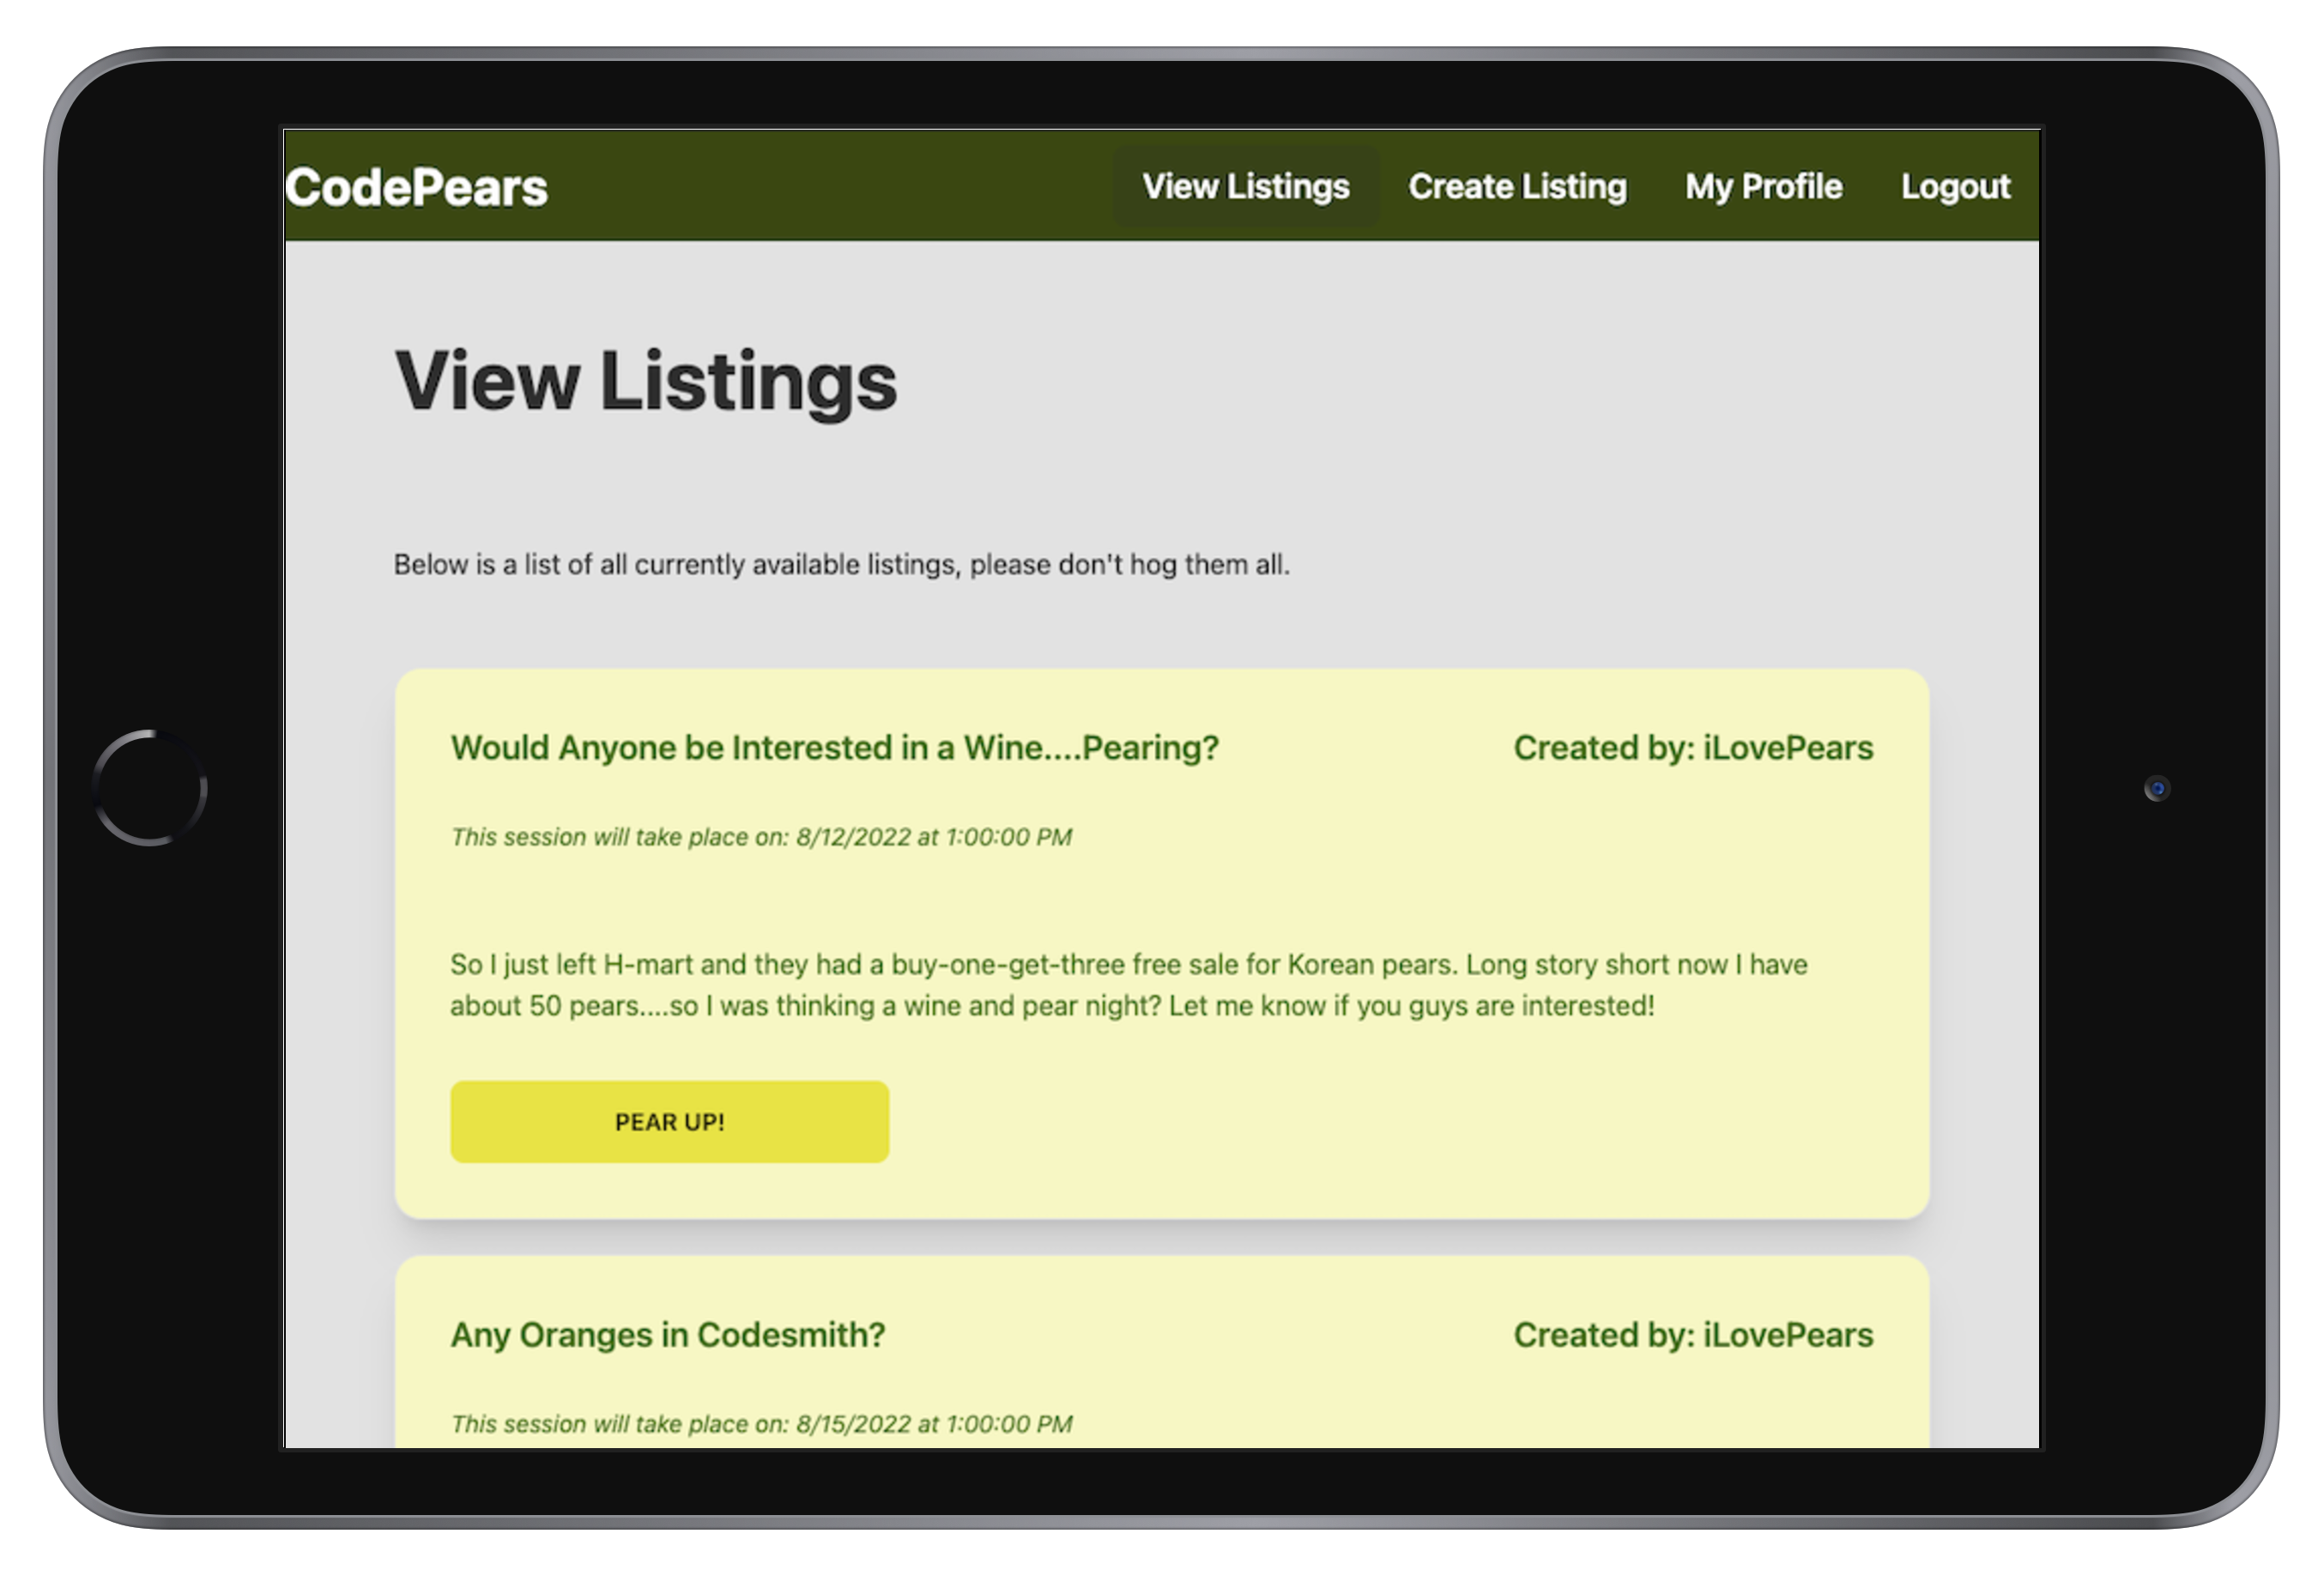 CodePears
View Listings
Create Listing
My Profile
Logout
View Listings
Below is a list of all currently available listings, please don't hog them all.
Would Anyone be Interested in a Wine....Pearing?
Created by: iLovePears
This session will take place on: 8/12/2022 at 1:00:00 PM
So I just left H-mart and they had a buy-one-get-three free sale for Korean pears. Long story short now I have
about 50 pears....so I was thinking a wine and pear night? Let me know if you guys are interested!
PEAR UP!
Any Oranges in Codesmith?
Created by: iLovePears
This session will take place on: 8/15/2022 at 1:00:00 PM